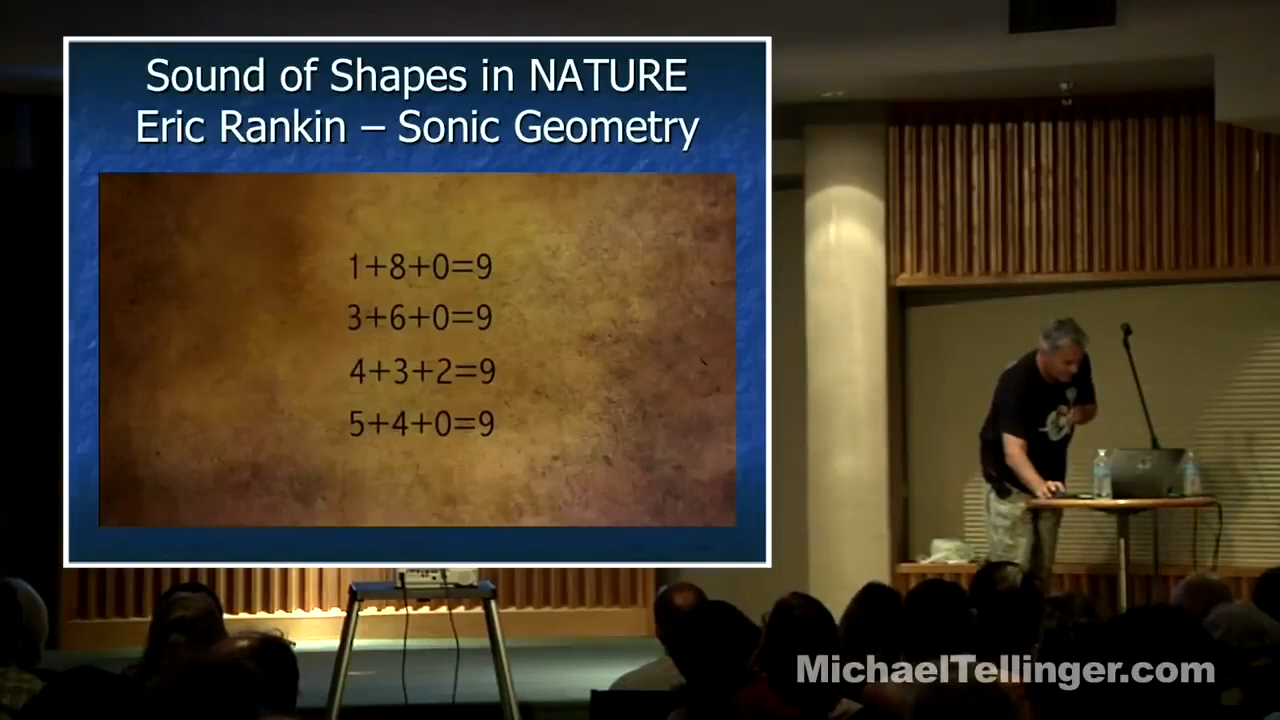 Sound of Shapes in NATURE
Eric Rankin – Sonic Geometry
1+8+0=9
3+6+0=9
4+3+2=9
5+4+0=9
MichaelTellinger.com